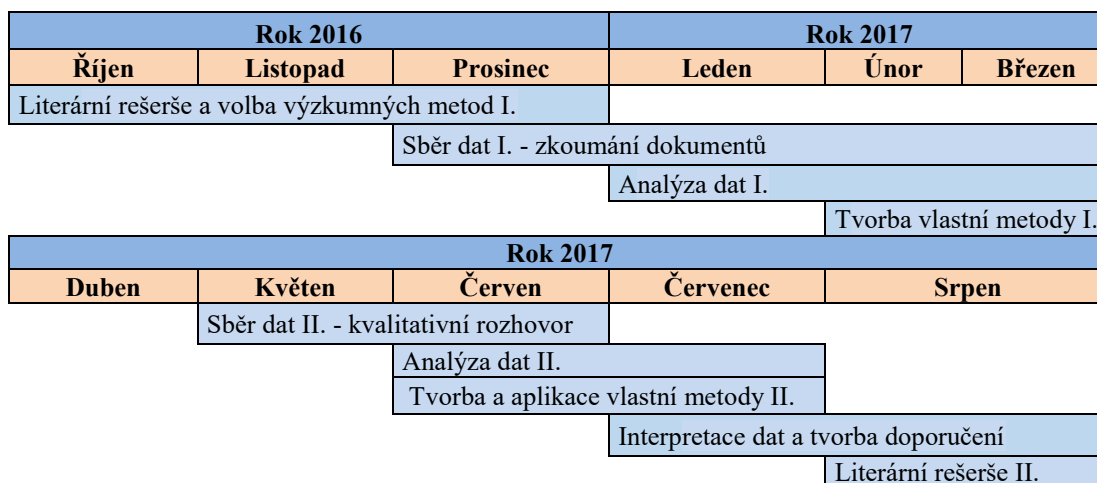 Rok 2016 Rok 2017
Říjen Listopad Prosinec Leden Únor Březen
Literární rešerše a volba výzkumných metod I.
Sběr dat I. - zkoumání dokumentů
Analýza dat I.
Tvorba vlastní metody I.
Rok 2017
Duben Květen Červen Červenec Srpen
Sběr dat II. - kvalitativní rozhovor
Analýza dat II.
Tvorba a aplikace vlastní metody II.
Interpretace dat a tvorba doporučení
Literární rešerše II.